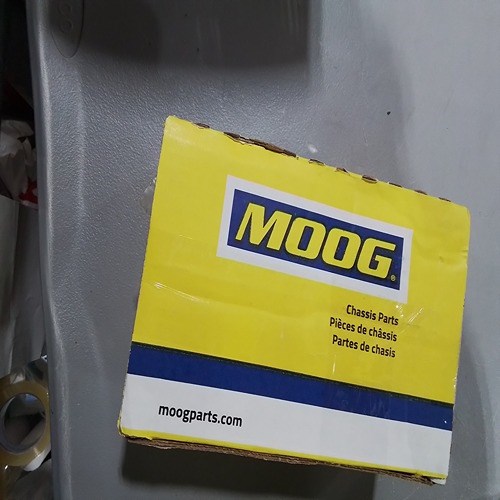 MOOG®
Chassis Parts
Pièces de châssis
Partes de chasis
moogparts.com